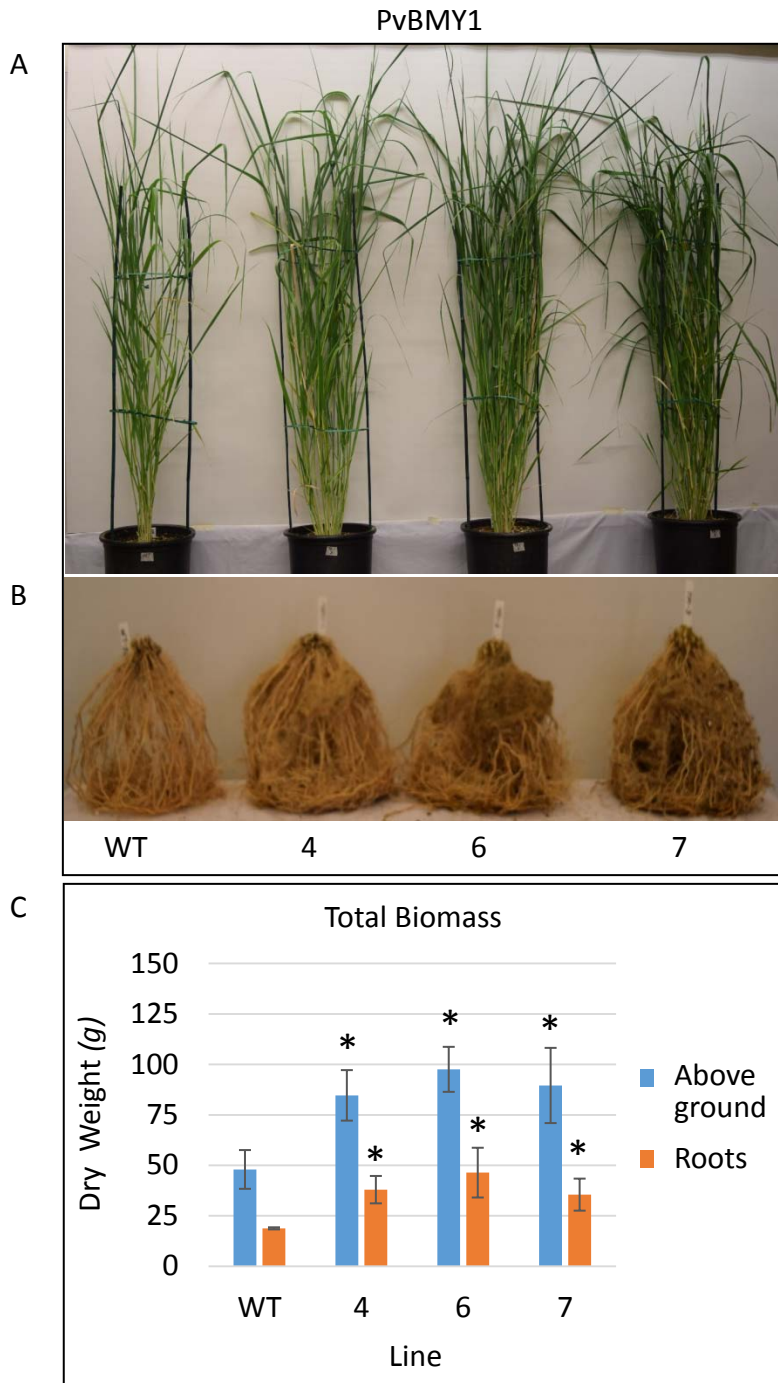 PvBMY1
A
B
WT 4 6 7
C
Total Biomass
150
125
100
75
50
25
0
Dry Weight (g)
* * *
* * *
Above ground
Roots
WT 4 6 7
Line